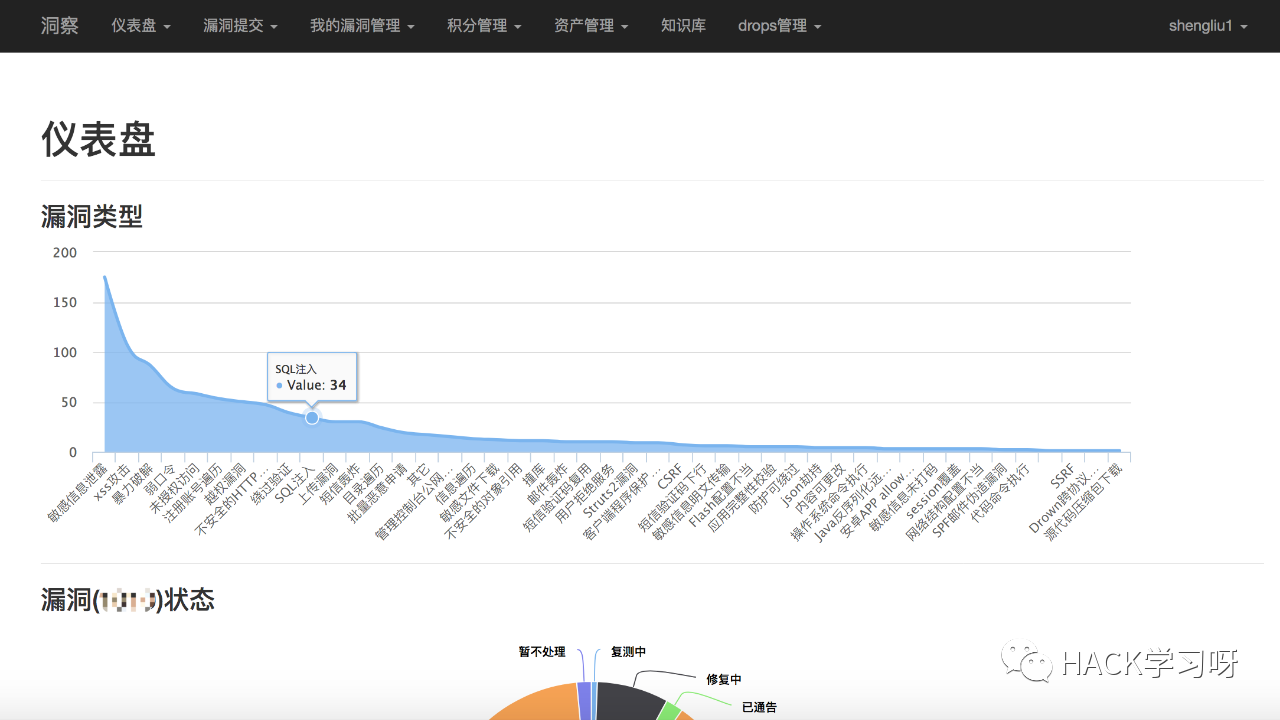 洞察 仪表盘 漏洞提交 我的漏洞管理 积分管理 资产管理 知识库 drops管理 shengliu1
仪表盘
漏洞类型
200
150
100
50
0
SQL注入
Value: 34
敏感信息泄露
xss攻击
暴力破解
弱口令
未授权访问
注册账号遍历
越权漏洞
不安全的HTTP...
绕过验证
SQL注入
上传漏洞
短信轰炸
目录遍历
批量恶意申请
其它
管理控制台公网...
信息遍历
敏感文件下载
不安全的对象引用
撞库
邮件轰炸
短信验证码复用
用户拒绝服务
Struts2漏洞
客户端程序保护...
CSRF
短信验证码下行
敏感信息明文传输
Flash配置不当
应用完整性校验
防护可绕过
json劫持
内容可更改
操作系统命令执行
Java反序列化远...
安卓APP allow...
敏感信息未打码
session覆盖
网络结构配置不当
SPF邮件伪造漏洞
代码命令执行
SSRF
Drown跨协议...
源代码压缩包下载
漏洞(
)状态
暂不处理
复测中
修复中
已通告
HACK学习呀